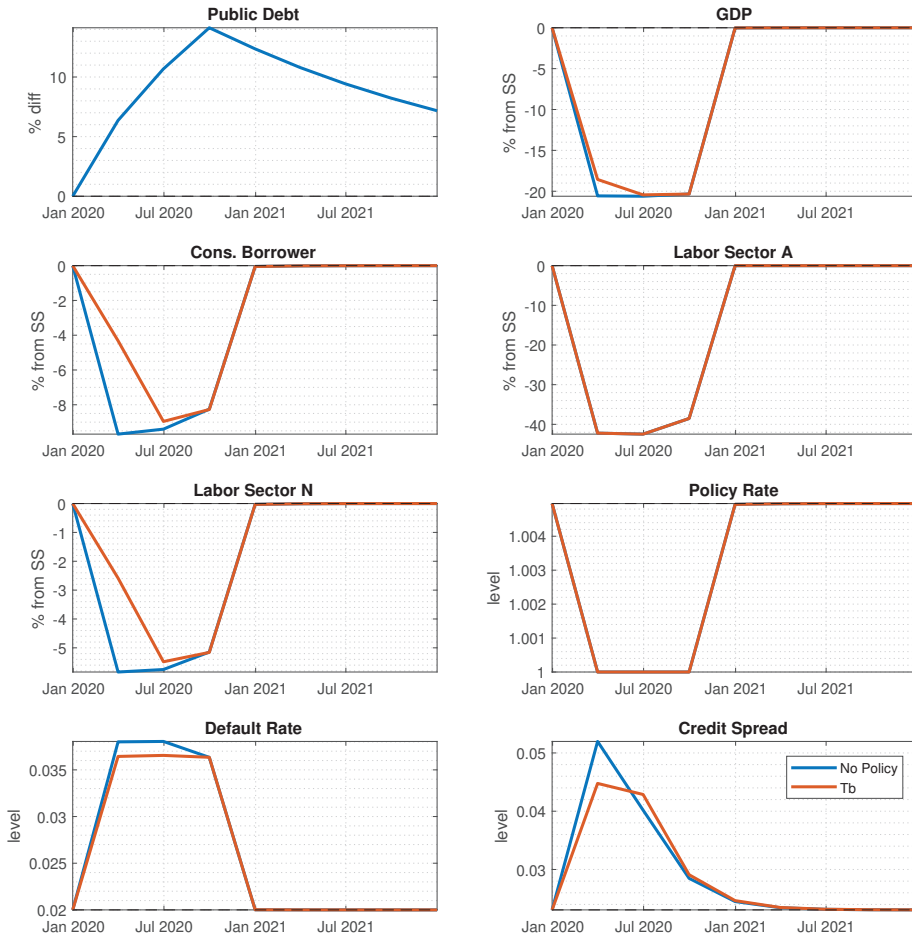 Public Debt
% diff
10
5
0
Jan 2020 Jul 2020 Jan 2021 Jul 2021
GDP
% from SS
0
-5
-10
-15
-20
Jan 2020 Jul 2020 Jan 2021 Jul 2021
Cons. Borrower
% from SS
0
-2
-4
-6
-8
Jan 2020 Jul 2020 Jan 2021 Jul 2021
Labor Sector A
% from SS
0
-10
-20
-30
-40
Jan 2020 Jul 2020 Jan 2021 Jul 2021
Labor Sector N
% from SS
0
-1
-2
-3
-4
-5
Jan 2020 Jul 2020 Jan 2021 Jul 2021
Policy Rate
level
1.004
1.003
1.002
1.001
1
Jan 2020 Jul 2020 Jan 2021 Jul 2021
Default Rate
level
0.035
0.03
0.025
0.02
Jan 2020 Jul 2020 Jan 2021 Jul 2021
Credit Spread
level
0.05
0.04
0.03
Jan 2020 Jul 2020 Jan 2021 Jul 2021
No Policy
Tb